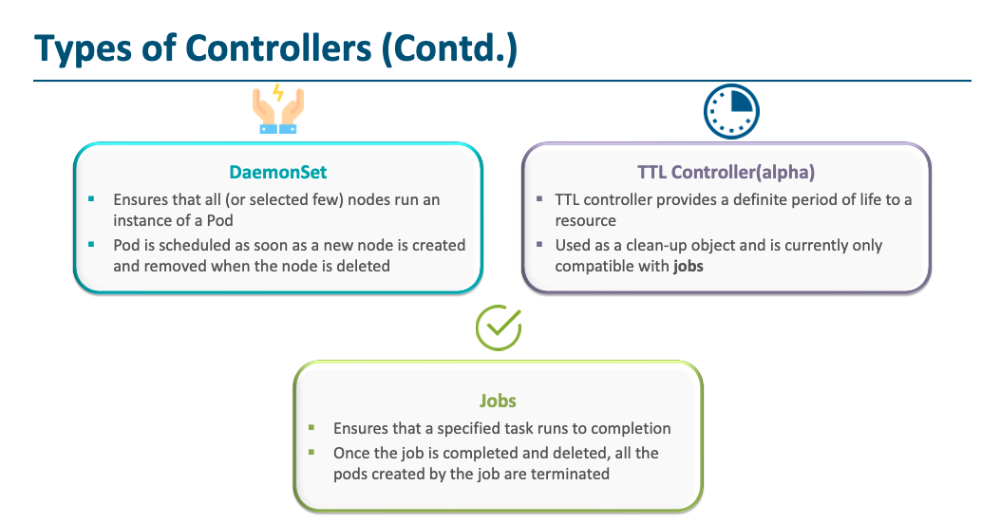 Types of Controllers (Contd.)
DaemonSet
▪ Ensures that all (or selected few) nodes run an
instance of a Pod
▪ Pod is scheduled as soon as a new node is created
and removed when the node is deleted
TTL Controller(alpha)
▪ TTL controller provides a definite period of life to a
resource
▪ Used as a clean-up object and is currently only
compatible with jobs
Jobs
▪ Ensures that a specified task runs to completion
▪ Once the job is completed and deleted, all the
pods created by the job are terminated